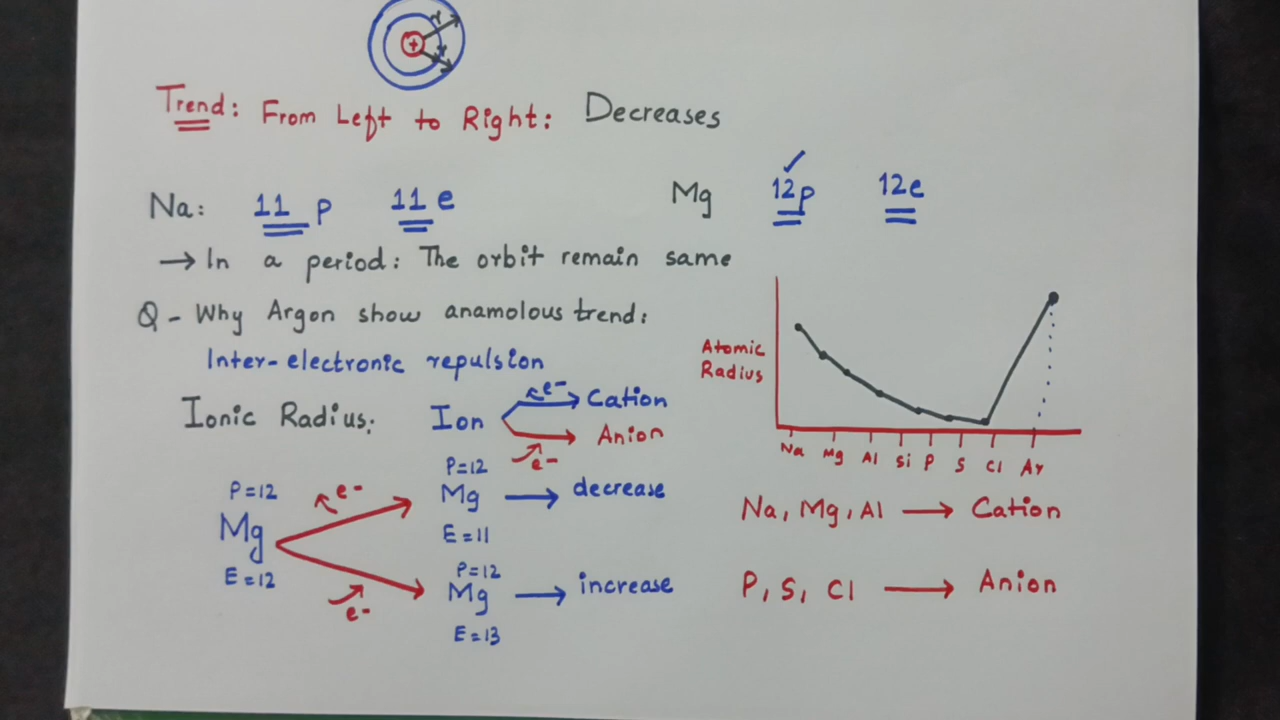 +
r
Trend: From Left to Right: Decreases
Na: 11 p 11 e
Mg 12p 12e
→ In a period: The orbit remain same
Q - Why Argon show anamolous trend:
Inter-electronic repulsion
Atomic
Radius
Na Mg Al Si P S Cl Ar
Ionic Radius:
Ion
e- Cation
Anion
e-
P=12
Mg
E=12
e-
e-
P=12
Mg → decrease
E=11
P=12
Mg → increase
E=13
Na, Mg, Al → Cation
P, S, Cl → Anion